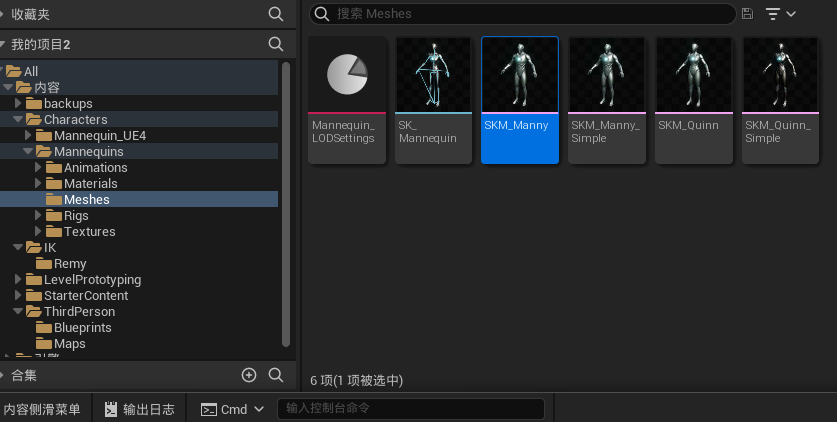 收藏夹
我的项目2
All
内容
backups
Characters
Mannequin_UE4
Mannequins
Animations
Materials
Meshes
Rigs
Textures
IK
Remy
LevelPrototyping
StarterContent
ThirdPerson
Blueprints
Maps
合集
搜索 Meshes
Mannequin_
LODSettings
SK_
Mannequin
SKM_Manny
SKM_Manny_
Simple
SKM_Quinn
SKM_Quinn_
Simple
6 项(1 项被选中)
内容侧滑菜单
输出日志
Cmd
输入控制台命令